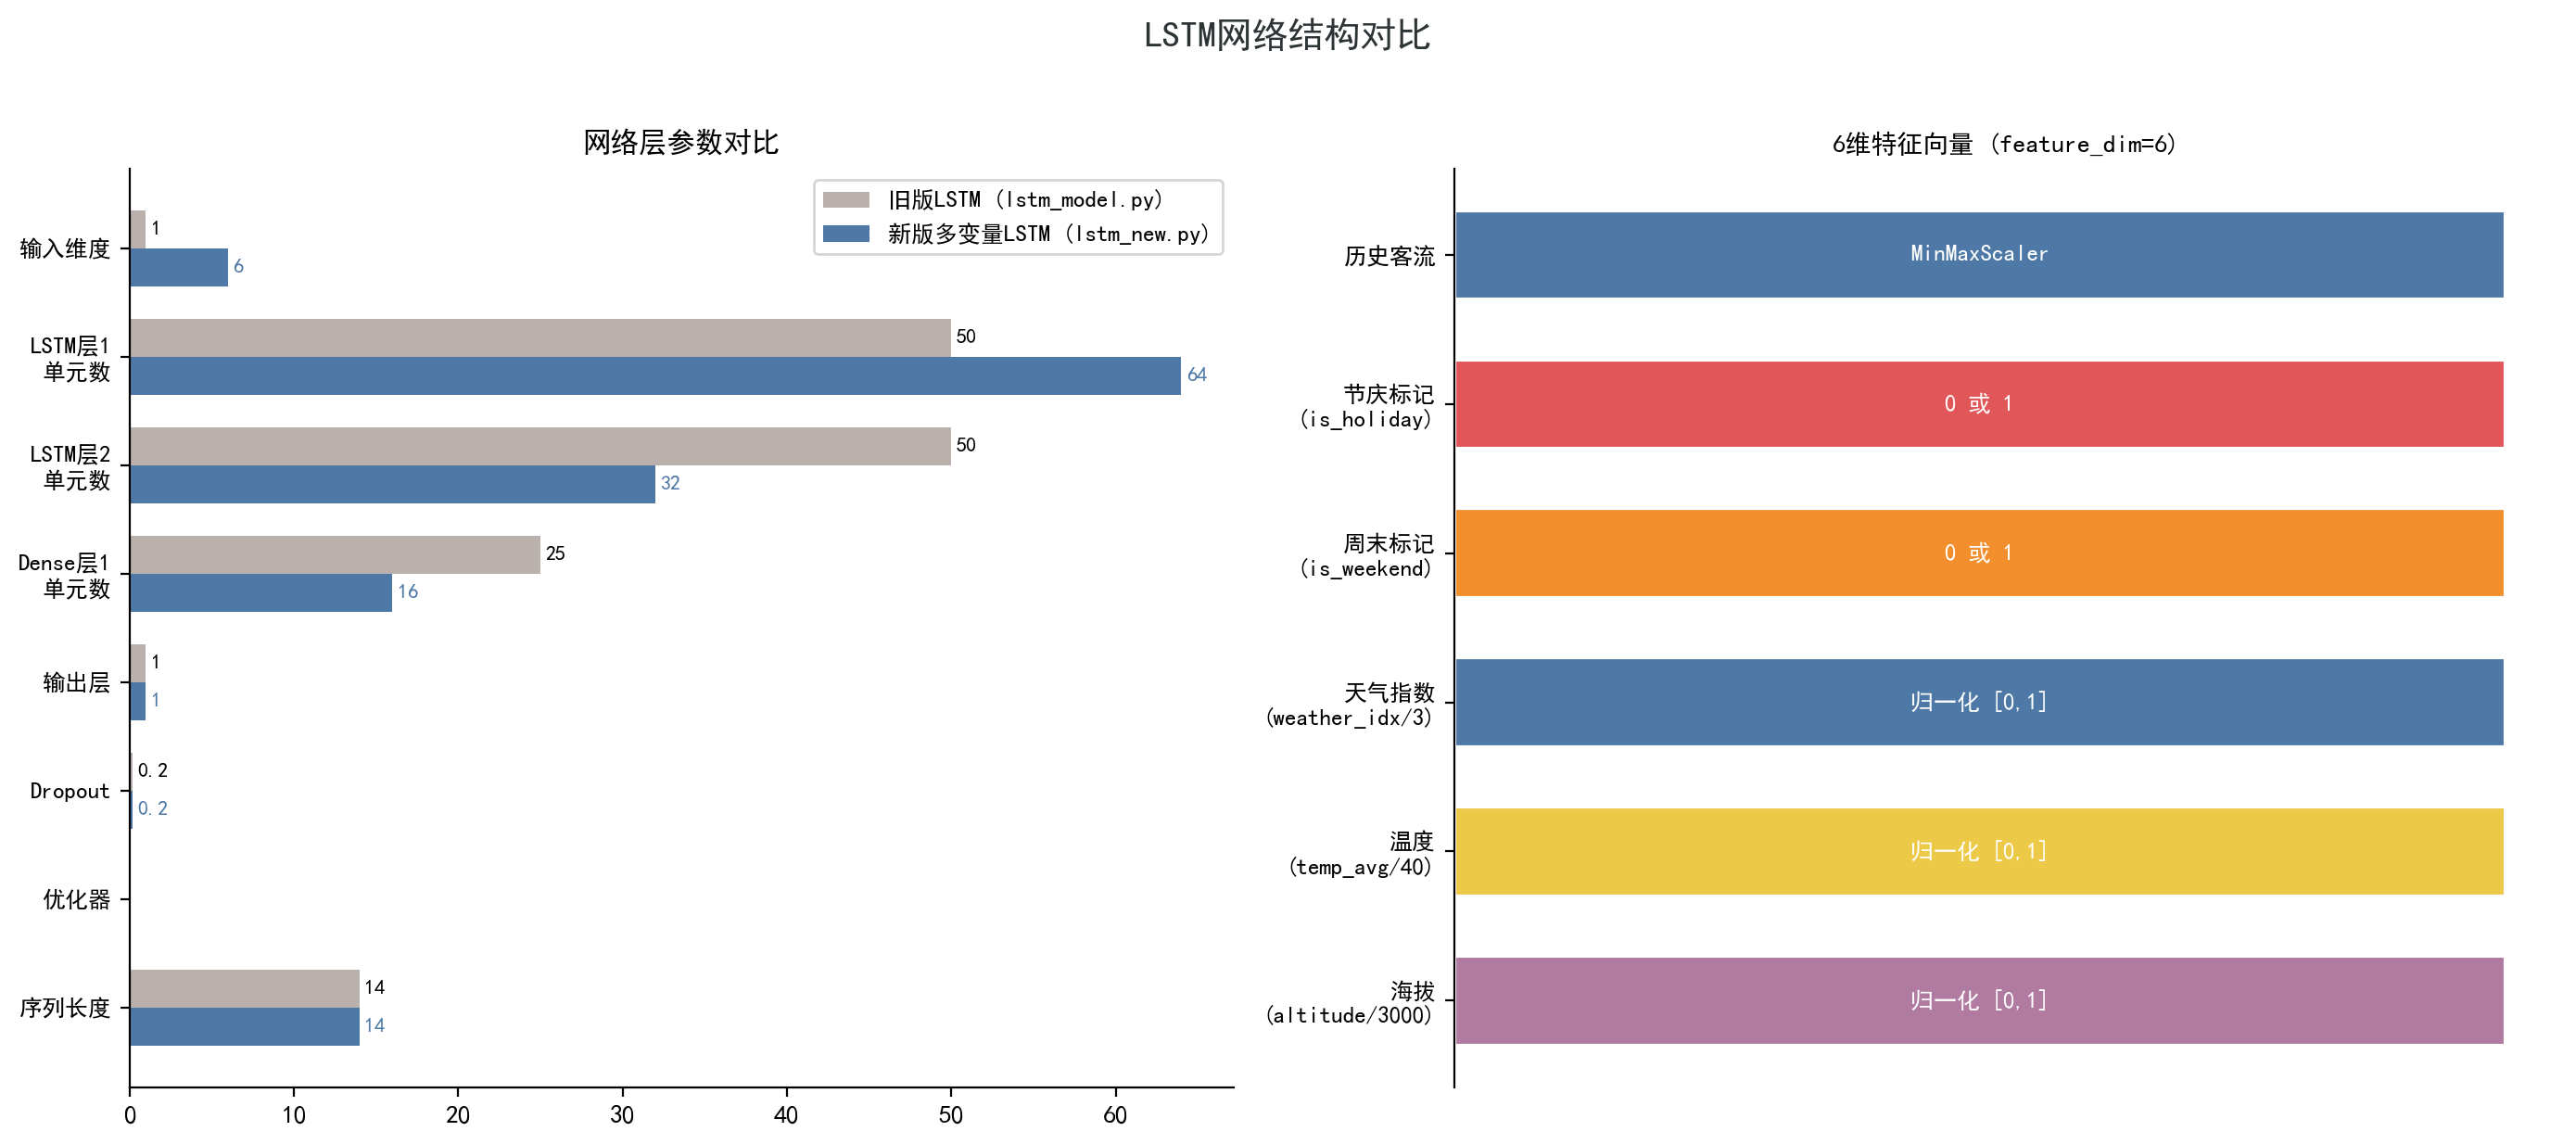 LSTM网络结构对比
网络层参数对比
旧版LSTM (lstm_model.py)
新版多变量LSTM (lstm_new.py)
输入维度
1
6
LSTM层1
单元数
50
64
LSTM层2
单元数
50
32
Dense层1
单元数
25
16
输出层
1
1
Dropout
0.2
0.2
优化器
序列长度
14
14
0 10 20 30 40 50 60
6维特征向量 (feature_dim=6)
历史客流
MinMaxScaler
节庆标记
(is_holiday)
0 或 1
周末标记
(is_weekend)
0 或 1
天气指数
(weather_idx/3)
归一化 [0,1]
温度
(temp_avg/40)
归一化 [0,1]
海拔
(altitude/3000)
归一化 [0,1]